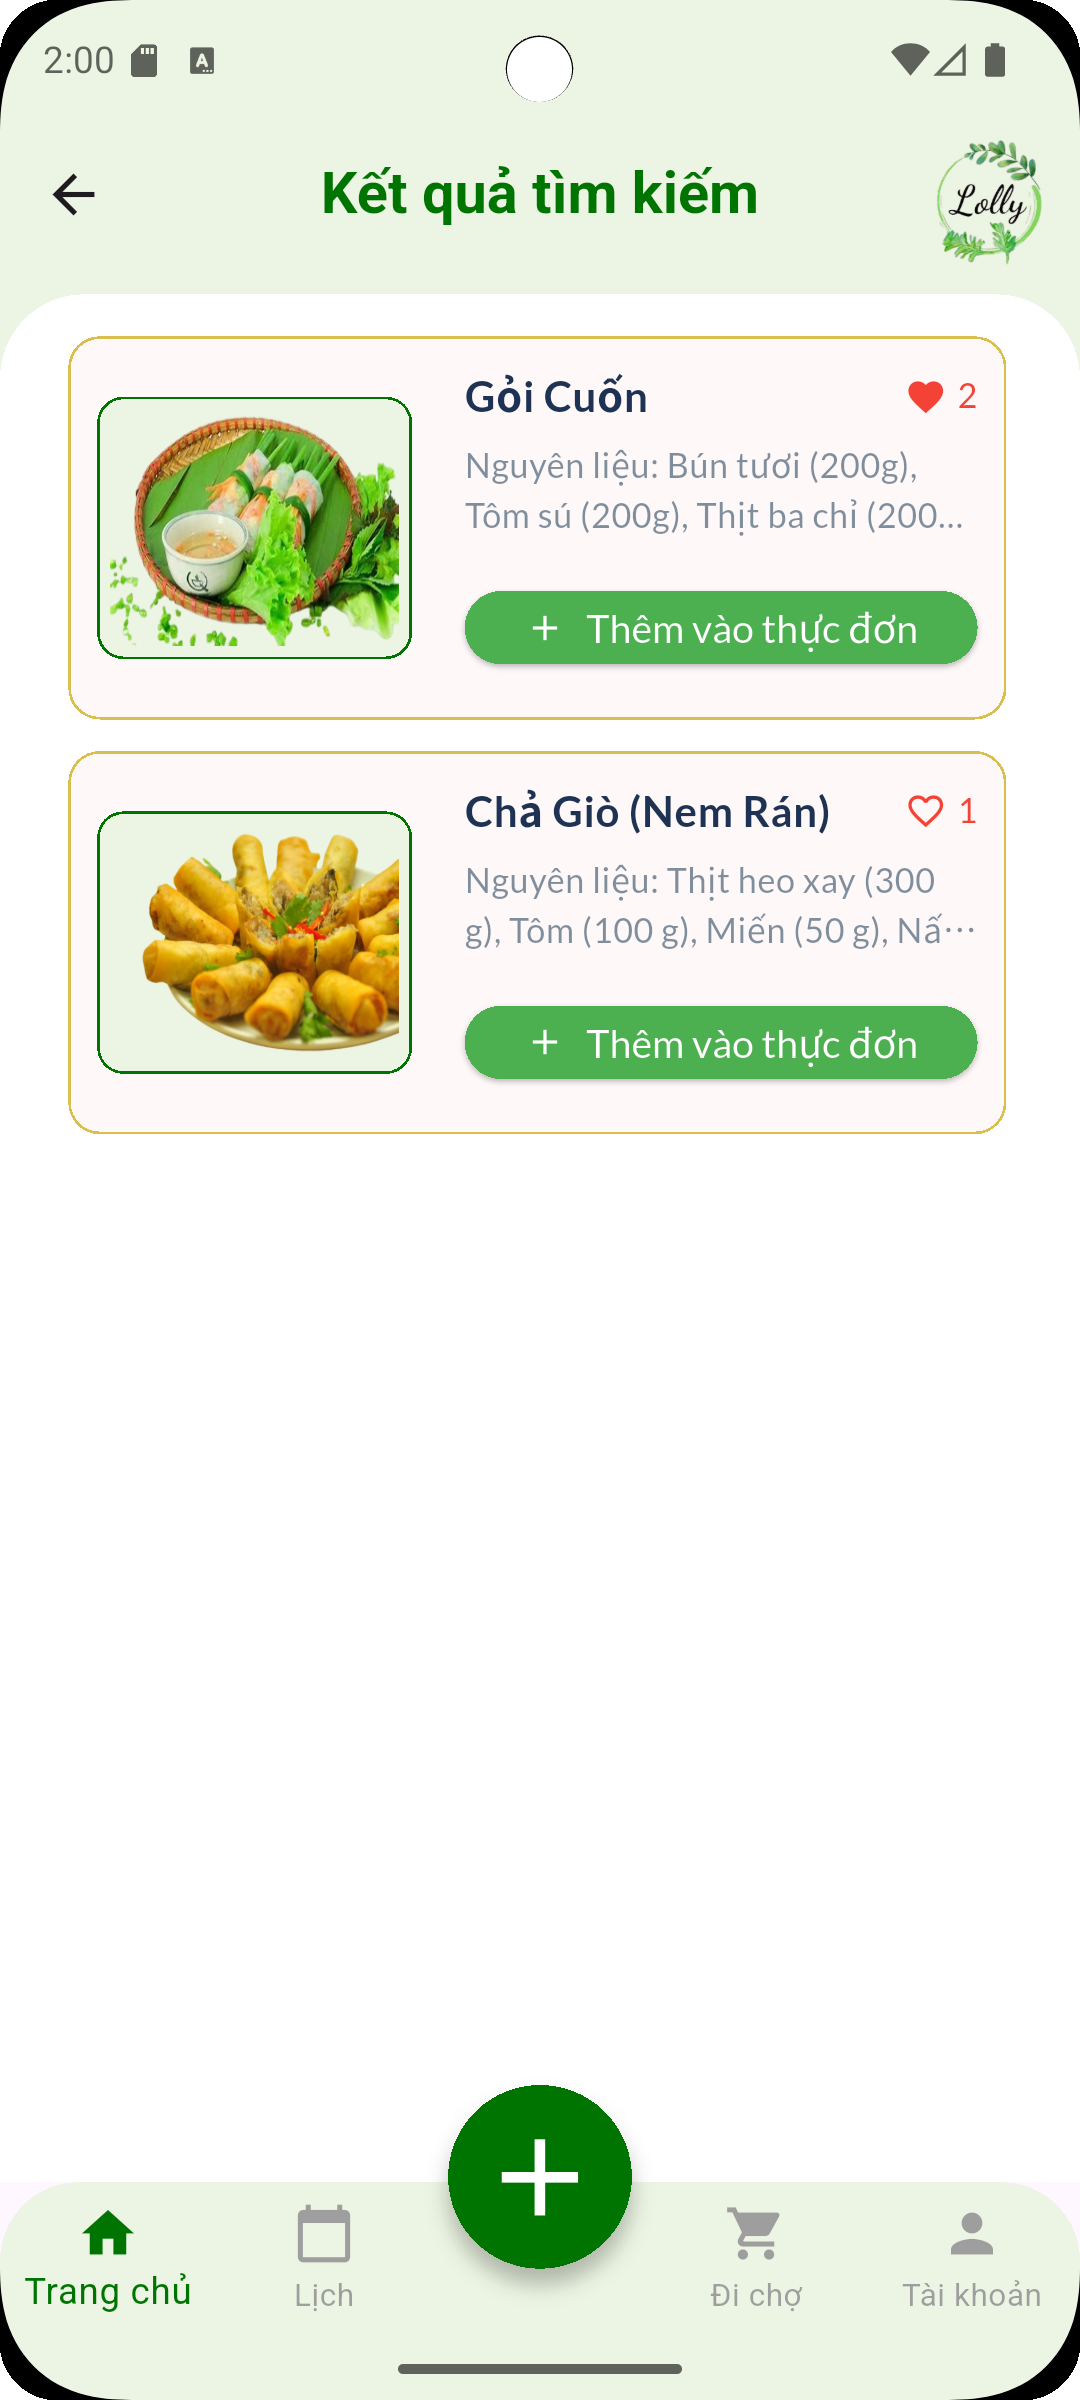 2:00
Kết quả tìm kiếm
Lolly
Gỏi Cuốn
2
Nguyên liệu: Bún tươi (200g),
Tôm sú (200g), Thịt ba chỉ (200...
+ Thêm vào thực đơn
Chả Giò (Nem Rán)
1
Nguyên liệu: Thịt heo xay (300
g), Tôm (100 g), Miến (50 g), Nấ...
+ Thêm vào thực đơn
Trang chủ
Lịch
Đi chợ
Tài khoản